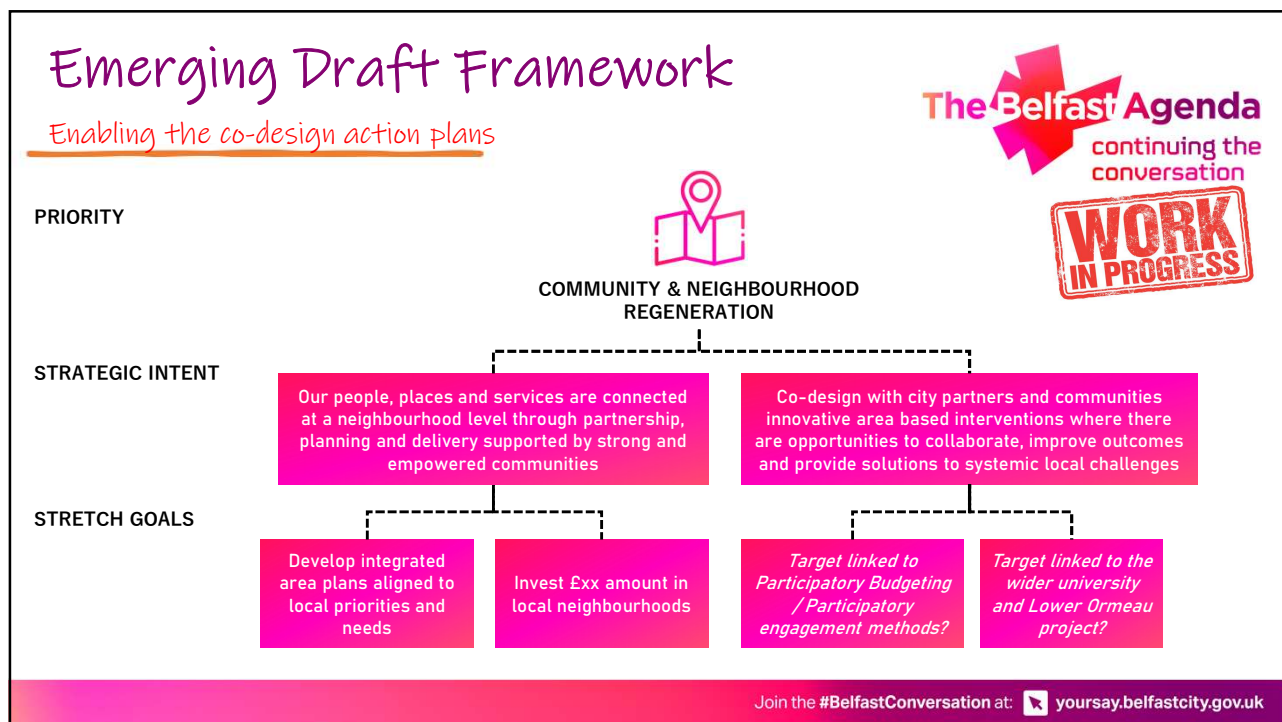 Emerging Draft Framework
Enabling the co-design action plans
The Belfast Agenda
continuing the
conversation
WORK
IN PROGRESS
PRIORITY
COMMUNITY & NEIGHBOURHOOD
REGENERATION
STRATEGIC INTENT
Our people, places and services are connected
at a neighbourhood level through partnership,
planning and delivery supported by strong and
empowered communities
Co-design with city partners and communities
innovative area based interventions where there
are opportunities to collaborate, improve outcomes
and provide solutions to systemic local challenges
STRETCH GOALS
Develop integrated
area plans aligned to
local priorities and
needs
Invest £xx amount in
local neighbourhoods
Target linked to
Participatory Budgeting
/ Participatory
engagement methods?
Target linked to the
wider university
and Lower Ormeau
project?
Join the #BelfastConversation at: yoursay.belfastcity.gov.uk